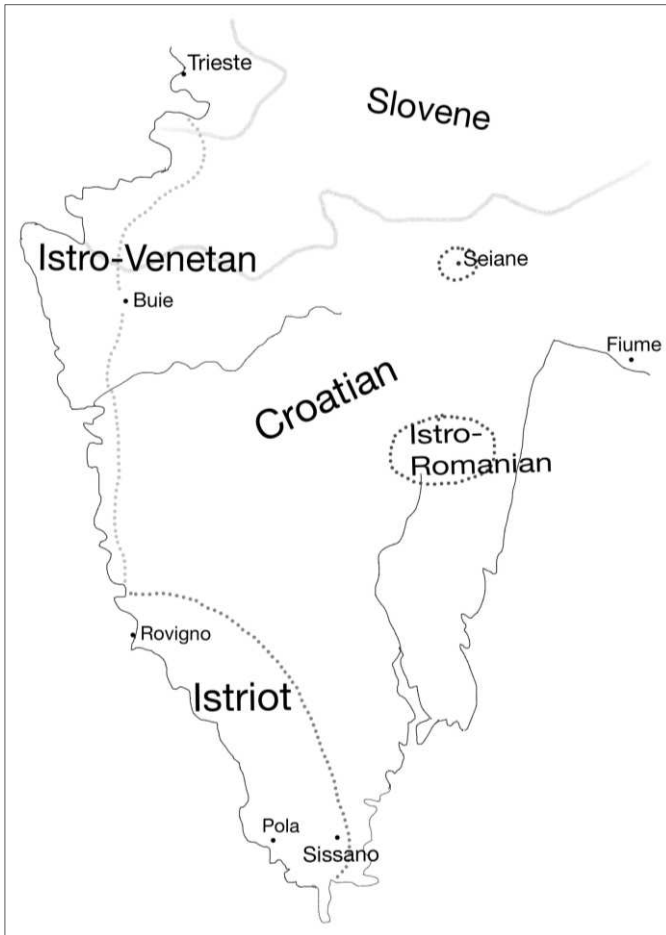 Trieste
Slovene
Istro-Venetan
Seiane
Buie
Fiume
Croatian
Istro-
Romanian
Rovigno
Istriot
Pola
Sissano